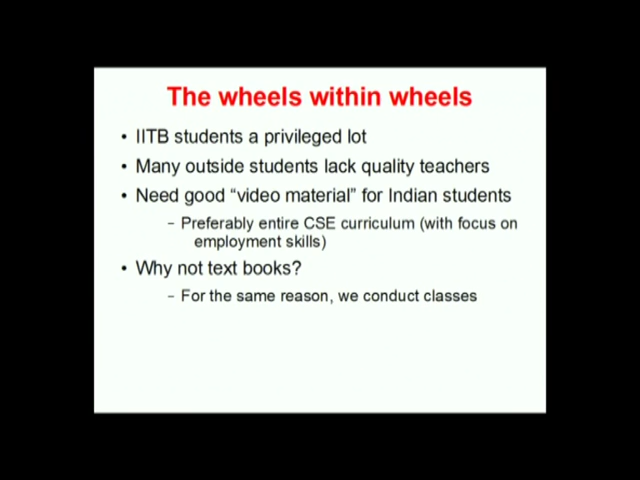 The wheels within wheels
• IITB students a privileged lot
• Many outside students lack quality teachers
• Need good “video material” for Indian students
– Preferably entire CSE curriculum (with focus on
employment skills)
• Why not text books?
– For the same reason, we conduct classes